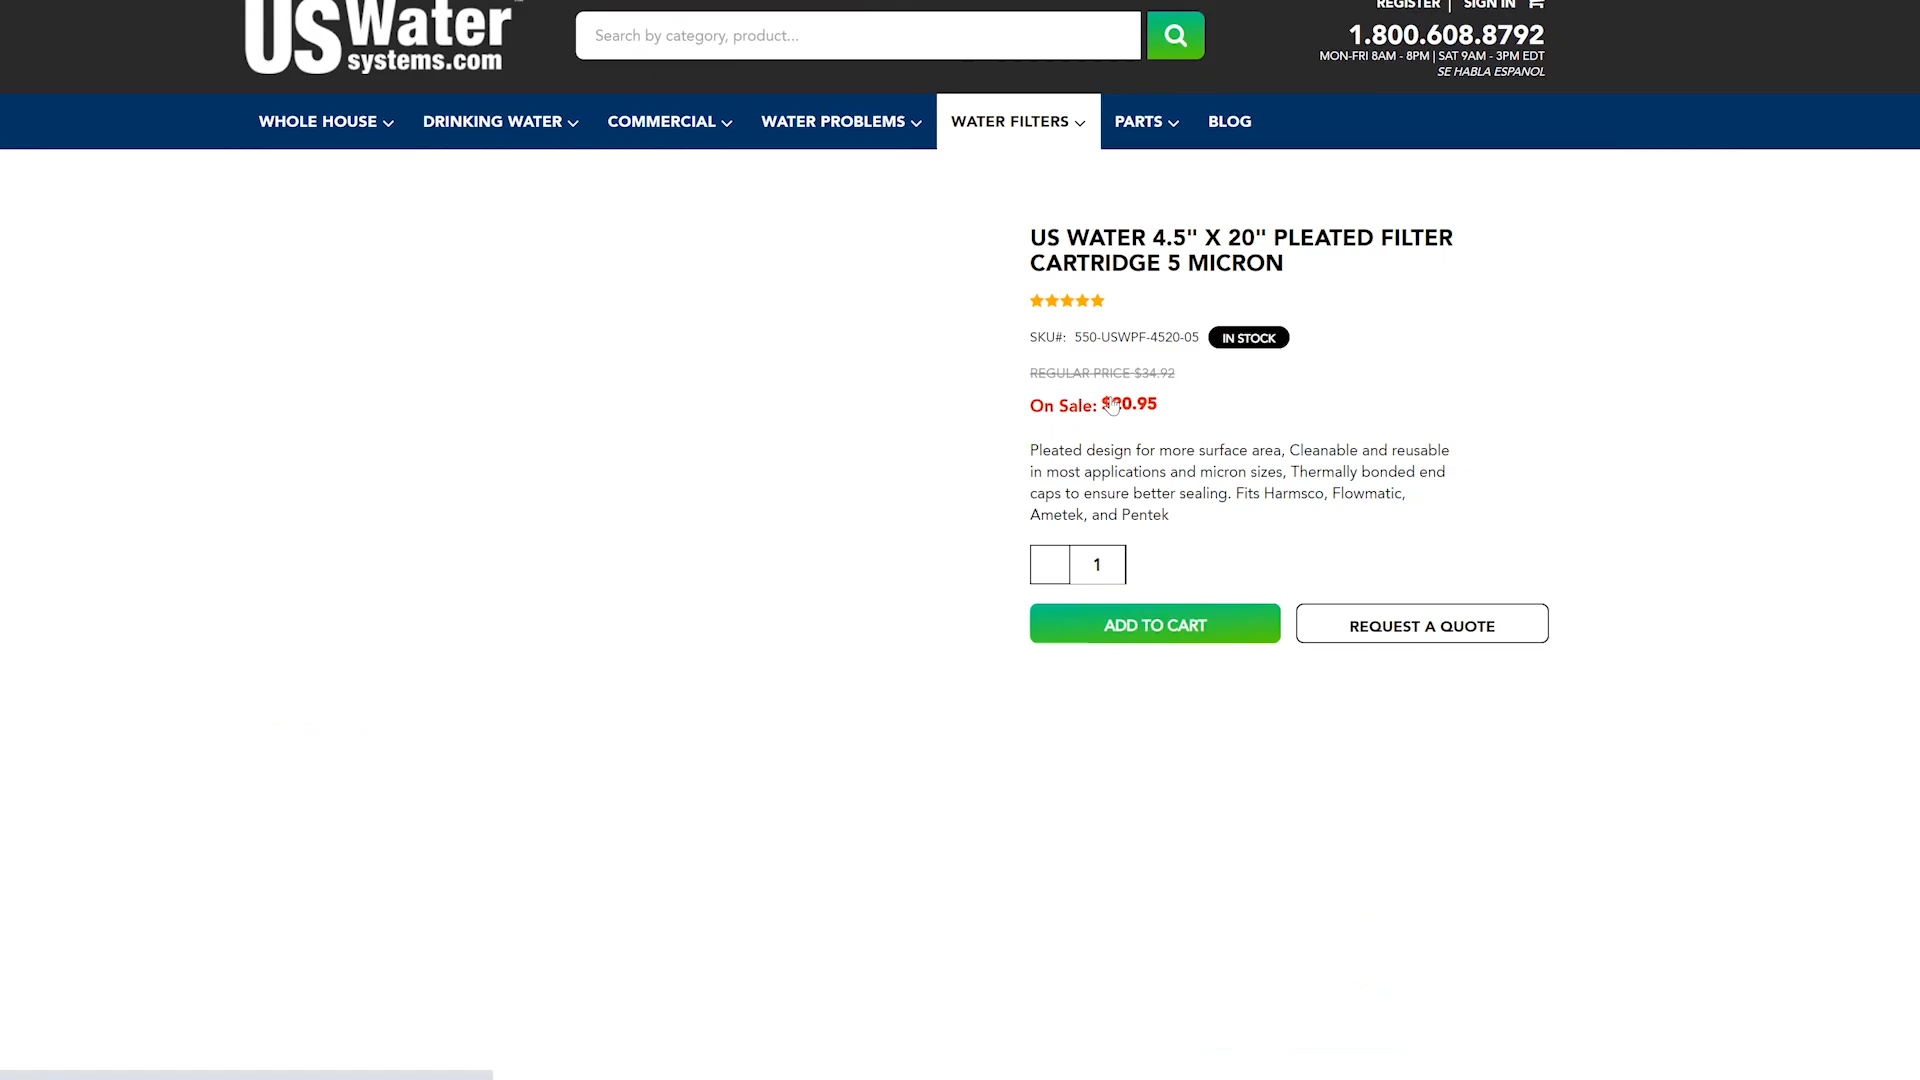 REGISTER | SIGN IN
US Water
systems.com
Search by category, product...
1.800.608.8792
MON-FRI 8AM - 8PM | SAT 9AM - 3PM EDT
SE HABLA ESPANOL
WHOLE HOUSE DRINKING WATER COMMERCIAL WATER PROBLEMS WATER FILTERS PARTS BLOG
US WATER 4.5" X 20" PLEATED FILTER
CARTRIDGE 5 MICRON
SKU#: 550-USWPF-4520-05 IN STOCK
REGULAR PRICE $34.92
On Sale: $20.95
Pleated design for more surface area, Cleanable and reusable
in most applications and micron sizes, Thermally bonded end
caps to ensure better sealing. Fits Harmsco, Flowmatic,
Ametek, and Pentek
1
ADD TO CART REQUEST A QUOTE